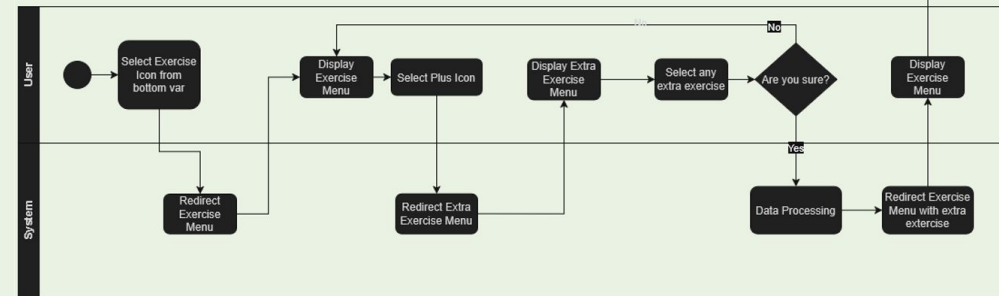 User
Select Exercise
Icon from
bottom var
Display
Exercise
Menu
Select Plus Icon
Display Extra
Exercise
Menu
Select any
extra exercise
Are you sure?
No
No
Display
Exercise
Menu
Yes
System
Redirect
Exercise
Menu
Redirect Extra
Exercise Menu
Data Processing
Redirect Exercise
Menu with extra
extercise